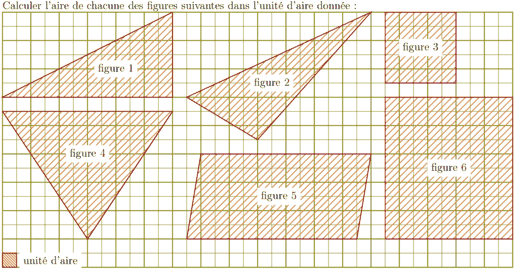 Calculer l'aire de chacune des figures suivantes dans l'unité d'aire donnée :
figure 3
figure 1
figure 2
figure 4
figure 6
figure 5
unité d'aire